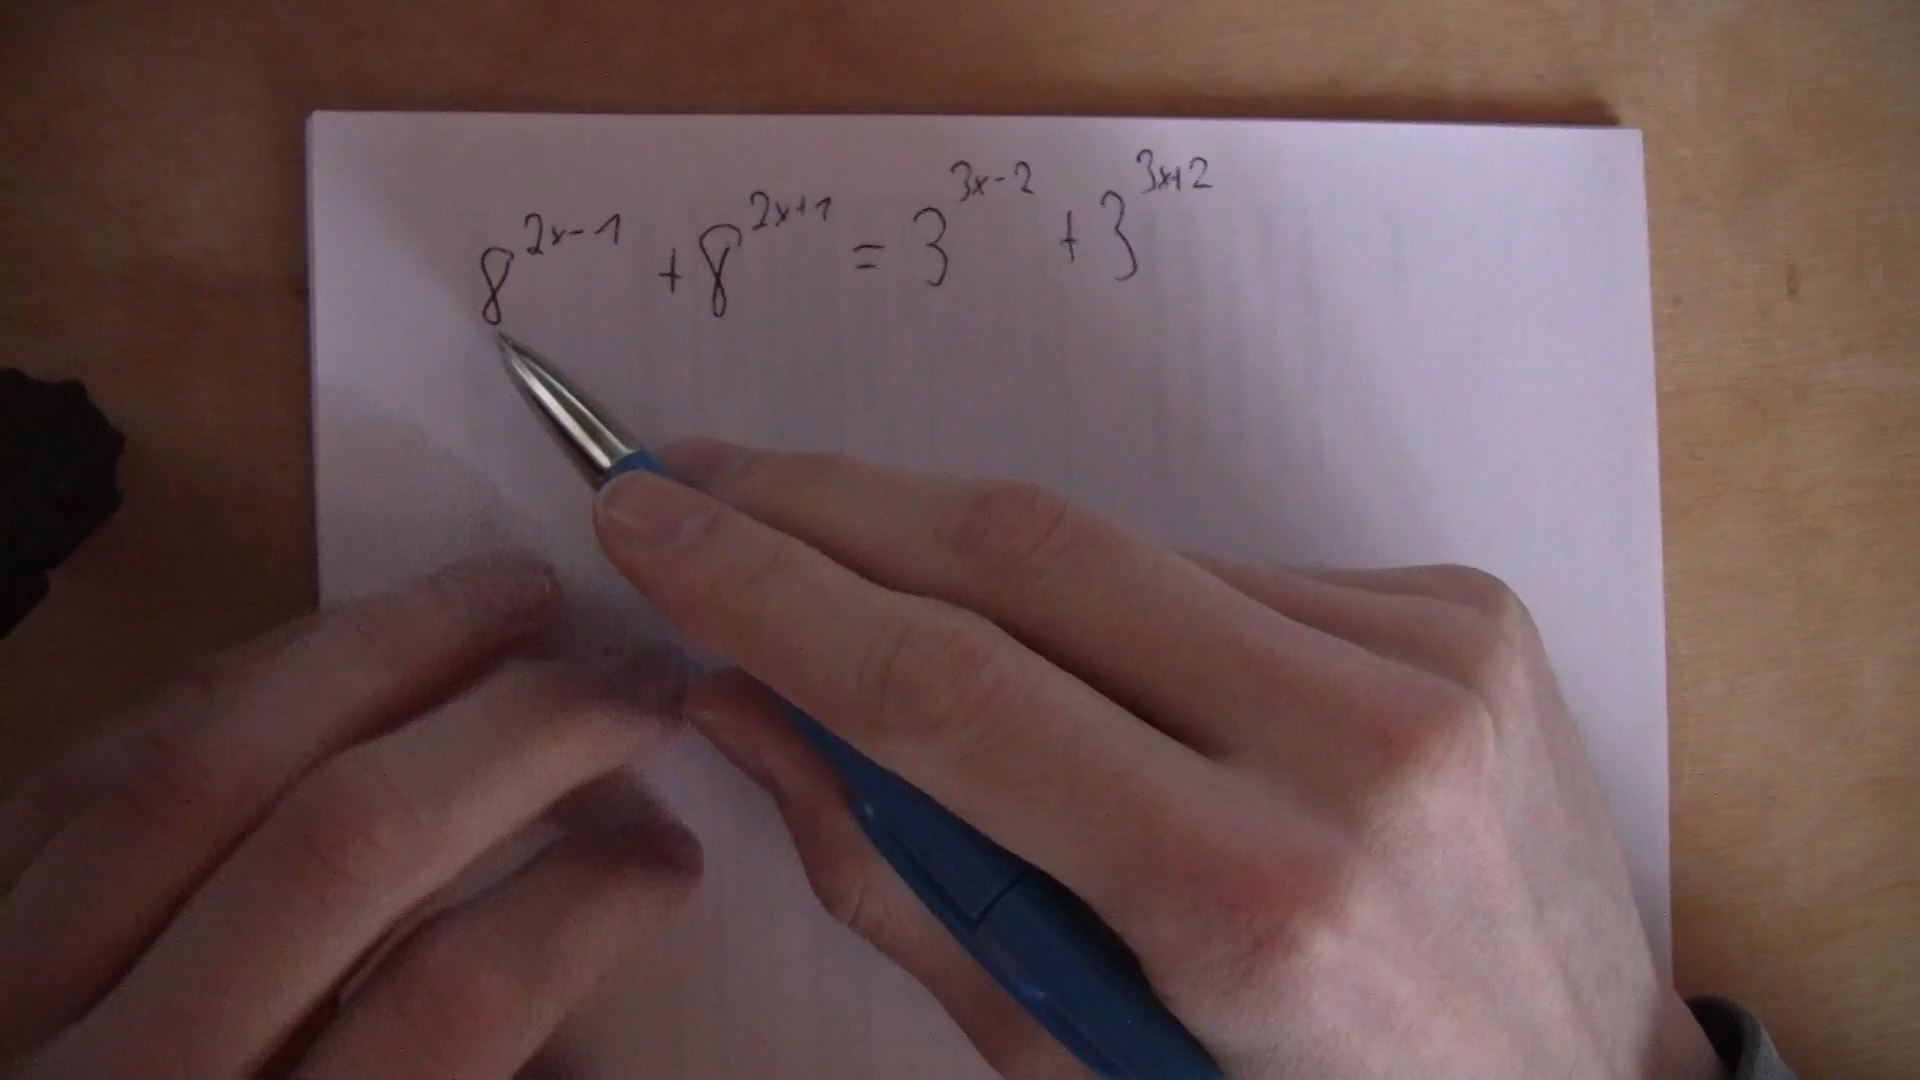 8^{2x-1} + 8^{2x+1} = 3^{3x-2} + 3^{3x+2}